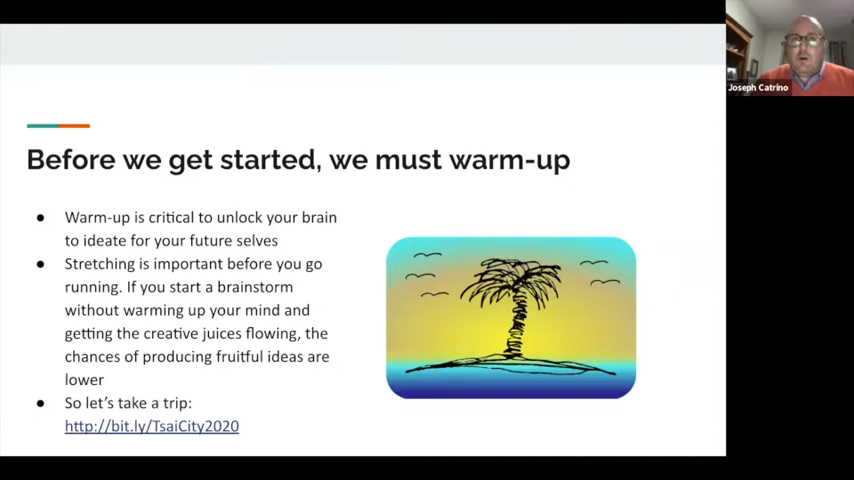 Before we get started, we must warm-up
● Warm-up is critical to unlock your brain
to ideate for your future selves
● Stretching is important before you go
running. If you start a brainstorm
without warming up your mind and
getting the creative juices flowing, the
chances of producing fruitful ideas are
lower
● So let's take a trip:
http://bit.ly/TsaiCity2020
Joseph Catrino